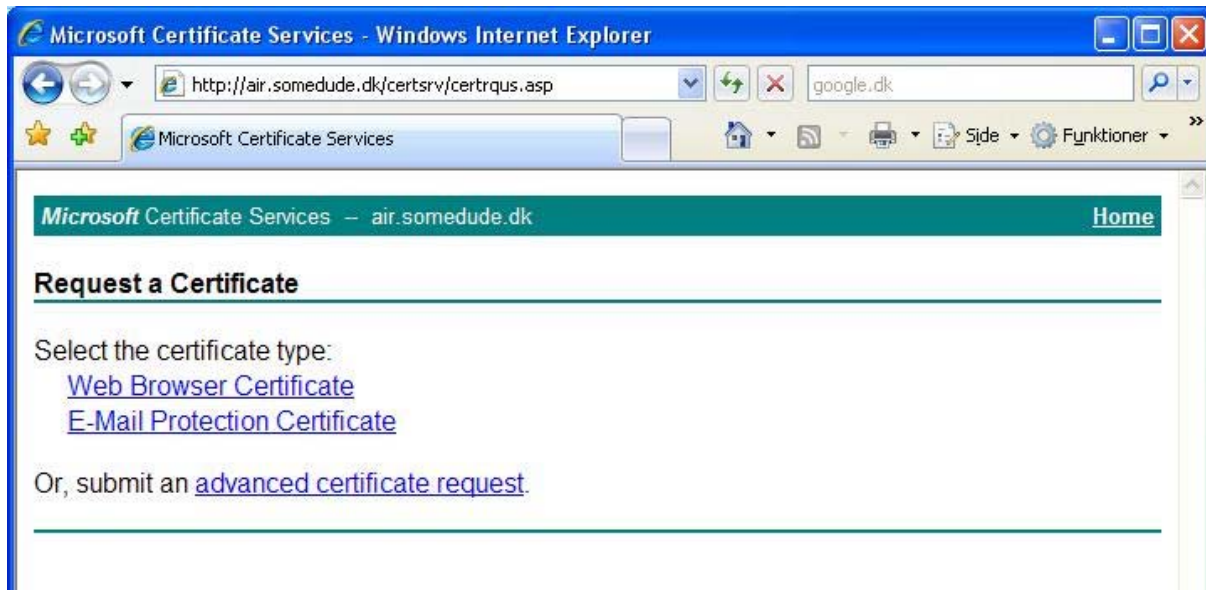 Microsoft Certificate Services - Windows Internet Explorer
http://air.somedude.dk/certsrv/certrqus.asp
google.dk
Microsoft Certificate Services
Side
Funktioner
Microsoft Certificate Services -- air.somedude.dk
Home
Request a Certificate
Select the certificate type:
Web Browser Certificate
E-Mail Protection Certificate
Or, submit an advanced certificate request.